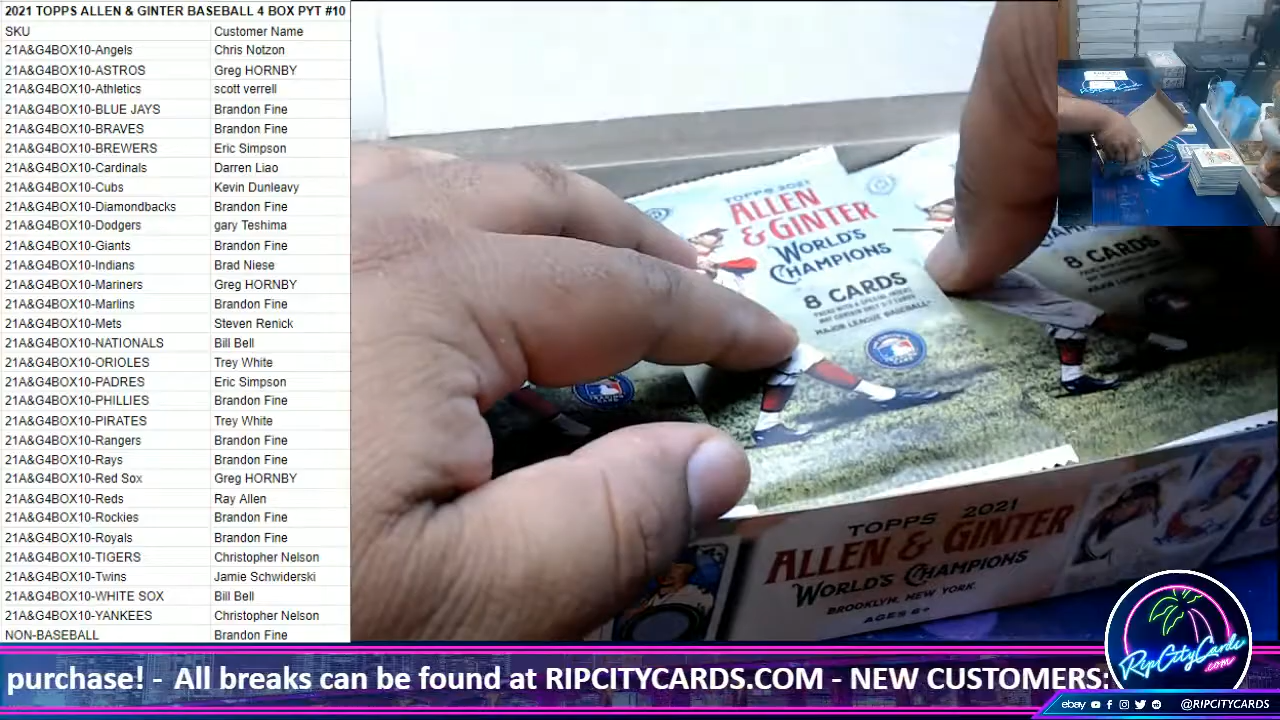 2021 TOPPS ALLEN & GINTER BASEBALL 4 BOX PYT #10
SKU Customer Name
21A&G4BOX10-Angels Chris Notzon
21A&G4BOX10-ASTROS Greg HORNBY
21A&G4BOX10-Athletics scott verrell
21A&G4BOX10-BLUE JAYS Brandon Fine
21A&G4BOX10-BRAVES Brandon Fine
21A&G4BOX10-BREWERS Eric Simpson
21A&G4BOX10-Cardinals Darren Liao
21A&G4BOX10-Cubs Kevin Dunleavy
21A&G4BOX10-Diamondbacks Brandon Fine
21A&G4BOX10-Dodgers gary Teshima
21A&G4BOX10-Giants Brandon Fine
21A&G4BOX10-Indians Brad Niese
21A&G4BOX10-Mariners Greg HORNBY
21A&G4BOX10-Marlins Brandon Fine
21A&G4BOX10-Mets Steven Renick
21A&G4BOX10-NATIONALS Bill Bell
21A&G4BOX10-ORIOLES Trey White
21A&G4BOX10-PADRES Eric Simpson
21A&G4BOX10-PHILLIES Brandon Fine
21A&G4BOX10-PIRATES Trey White
21A&G4BOX10-Rangers Brandon Fine
21A&G4BOX10-Rays Brandon Fine
21A&G4BOX10-Red Sox Greg HORNBY
21A&G4BOX10-Reds Ray Allen
21A&G4BOX10-Rockies Brandon Fine
21A&G4BOX10-Royals Brandon Fine
21A&G4BOX10-TIGERS Christopher Nelson
21A&G4BOX10-Twins Jamie Schwiderski
21A&G4BOX10-WHITE SOX Bill Bell
21A&G4BOX10-YANKEES Christopher Nelson
NON-BASEBALL Brandon Fine
TOPPS 2021
ALLEN
& GINTER
WORLD'S
CHAMPIONS
8 CARDS
MAJOR LEAGUE BASEBALL
8 CARDS
TOPPS 2021
ALLEN & GINTER
WORLD'S CHAMPIONS
BROOKLYN, NEW YORK
AGES 6+
RipCityCards
.com
purchase! - All breaks can be found at RIPCITYCARDS.COM - NEW CUSTOMERS:
ebay @RIPCITYCARDS